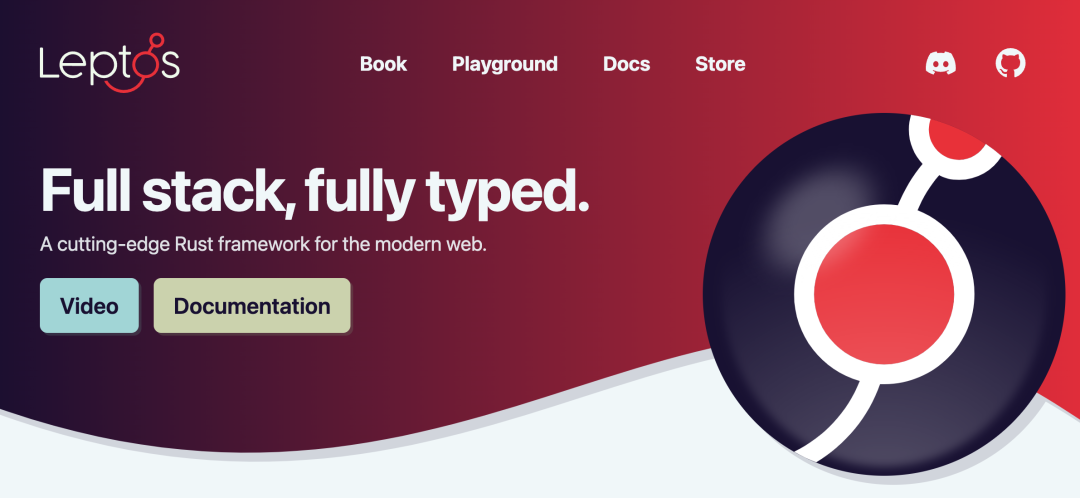 Leptos
Book Playground Docs Store
Full stack, fully typed.
A cutting-edge Rust framework for the modern web.
Video Documentation